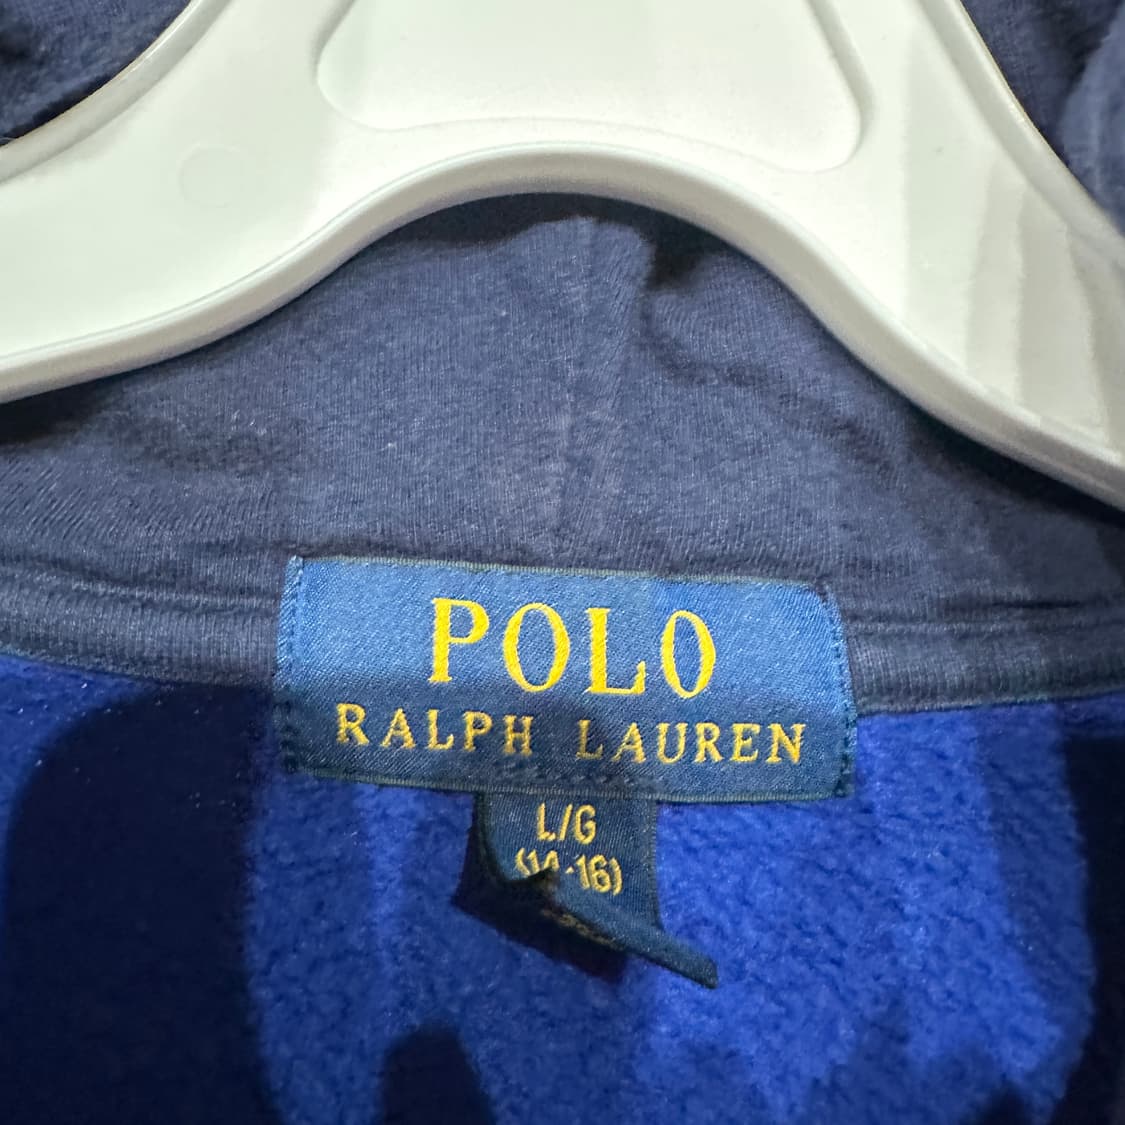 POLO
RALPH LAUREN
L/G
(14-16)